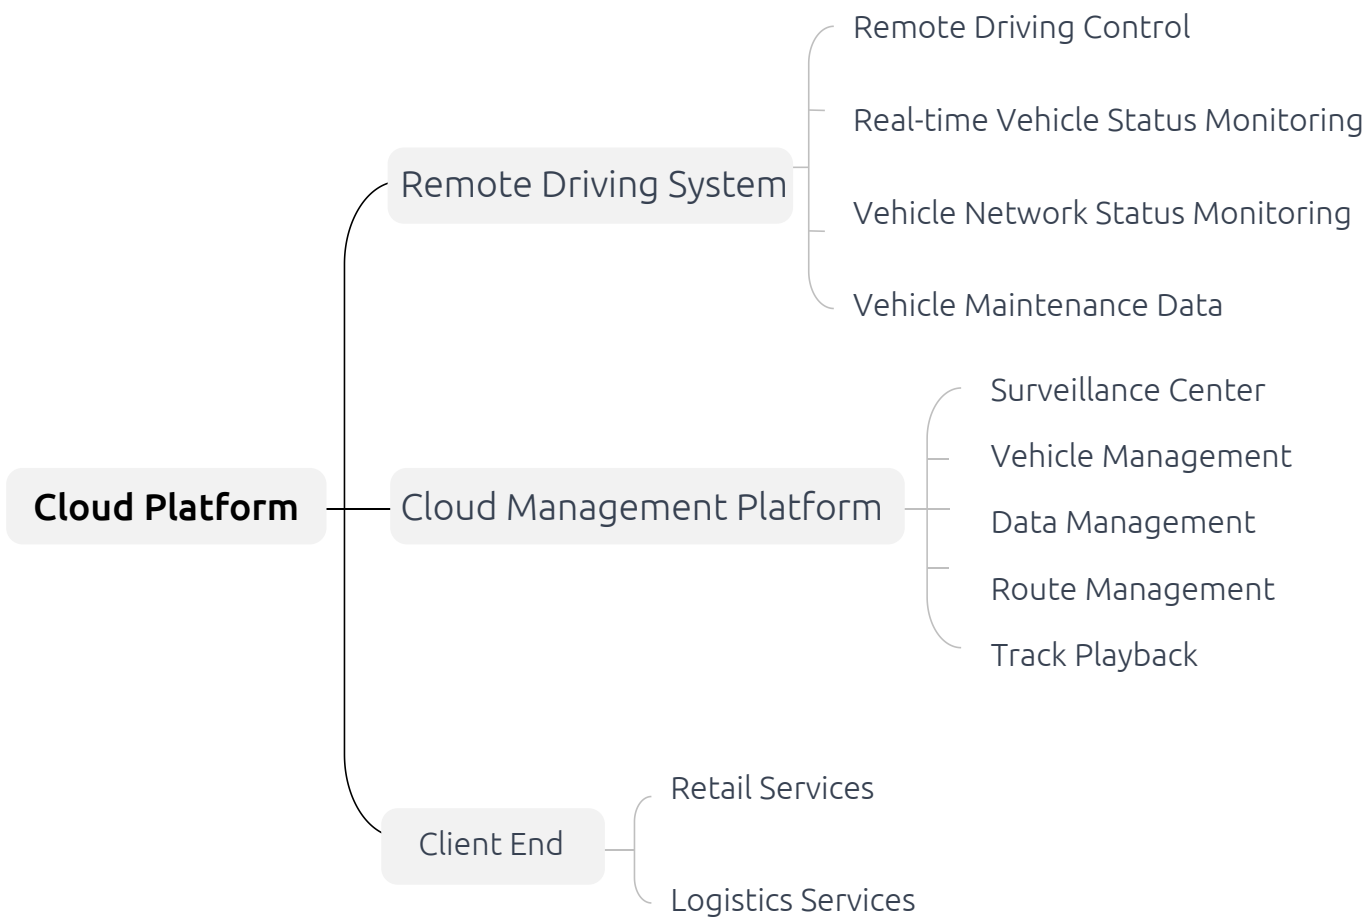 Cloud Platform
Remote Driving System
Remote Driving Control
Real-time Vehicle Status Monitoring
Vehicle Network Status Monitoring
Vehicle Maintenance Data
Cloud Management Platform
Surveillance Center
Vehicle Management
Data Management
Route Management
Track Playback
Client End
Retail Services
Logistics Services